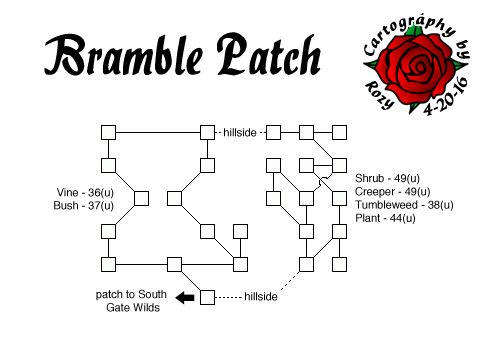 Bramble Patch
Cartography by
Rozy 4-20-16
hillside
Vine - 36(u)
Bush - 37(u)
Shrub - 49(u)
Creeper - 49(u)
Tumbleweed - 38(u)
Plant - 44(u)
patch to South
Gate Wilds
hillside